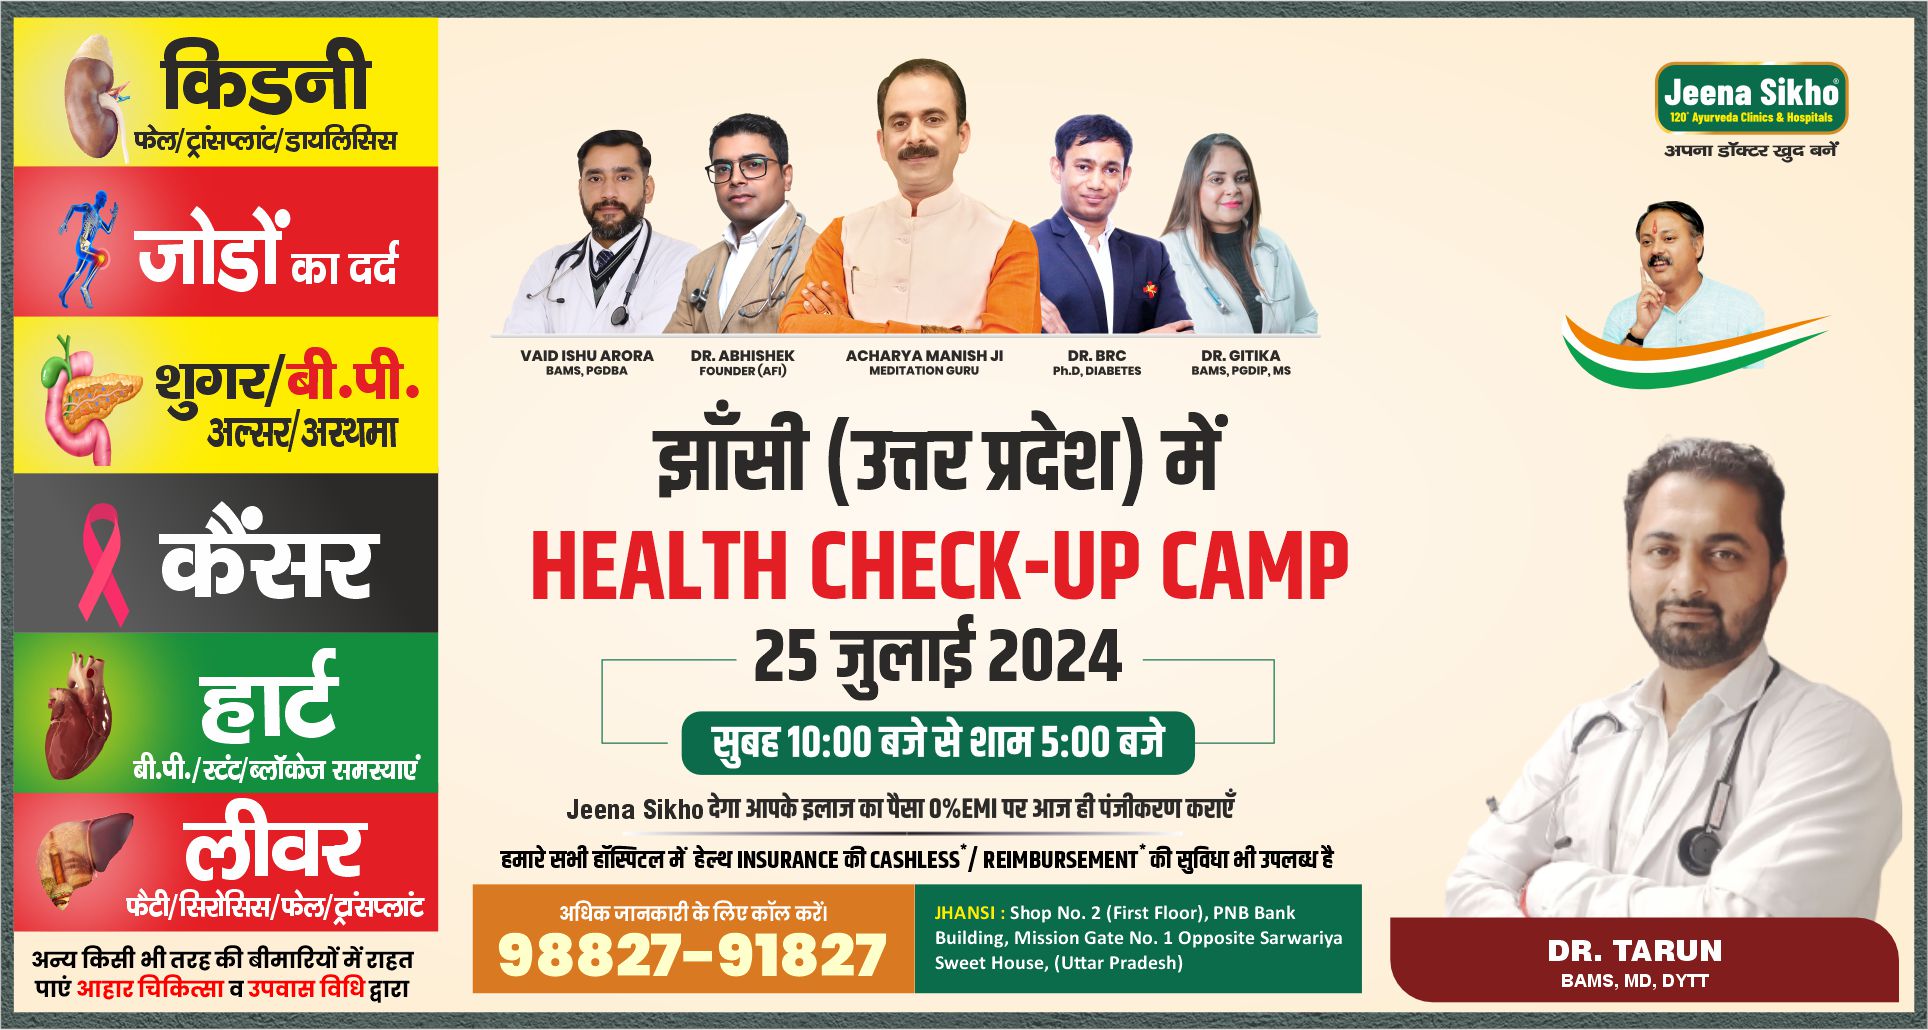 किडनी
फेल/ट्रांसप्लांट/डायलिसिस
जोडों का दर्द
शुगर/बी.पी.
अल्सर/अस्थमा
कैंसर
हार्ट
बी.पी./स्टंट/ब्लॉकेज समस्याएं
लीवर
फैटी/सिरोसिस/फेल/ट्रांसप्लांट
अन्य किसी भी तरह की बीमारियों में राहत
पाएं आहार चिकित्सा व उपवास विधि द्वारा
VAID ISHU ARORA
BAMS, PGDBA
DR. ABHISHEK
FOUNDER (AFI)
ACHARYA MANISH JI
MEDITATION GURU
DR. BRC
Ph.D, DIABETES
DR. GITIKA
BAMS, PGDIP, MS
Jeena Sikho®
120+ Ayurveda Clinics & Hospitals
अपना डॉक्टर खुद बनें
झाँसी (उत्तर प्रदेश) में
HEALTH CHECK-UP CAMP
25 जुलाई 2024
सुबह 10:00 बजे से शाम 5:00 बजे
Jeena Sikho देगा आपके इलाज का पैसा 0%EMI पर आज ही पंजीकरण कराएँ
हमारे सभी हॉस्पिटल में हेल्थ INSURANCE की CASHLESS*/ REIMBURSEMENT* की सुविधा भी उपलब्ध है
अधिक जानकारी के लिए कॉल करें।
98827-91827
JHANSI : Shop No. 2 (First Floor), PNB Bank
Building, Mission Gate No. 1 Opposite Sarwariya
Sweet House, (Uttar Pradesh)
DR. TARUN
BAMS, MD, DYTT